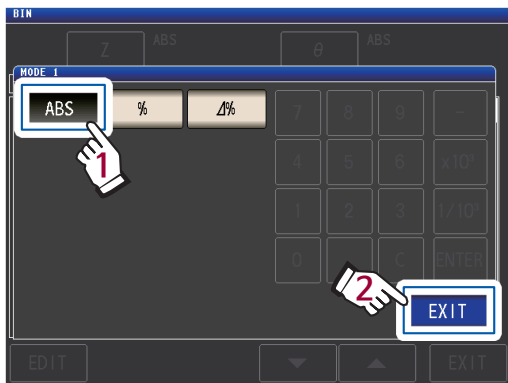 BIN
Z ABS θ ABS
MODE 1
ABS % Δ% 7 8 9 -
1 4 5 6 x10³
1 2 3 1/10³
0 C ENTER
2
EXIT
EDIT ▼ ▲ EXIT